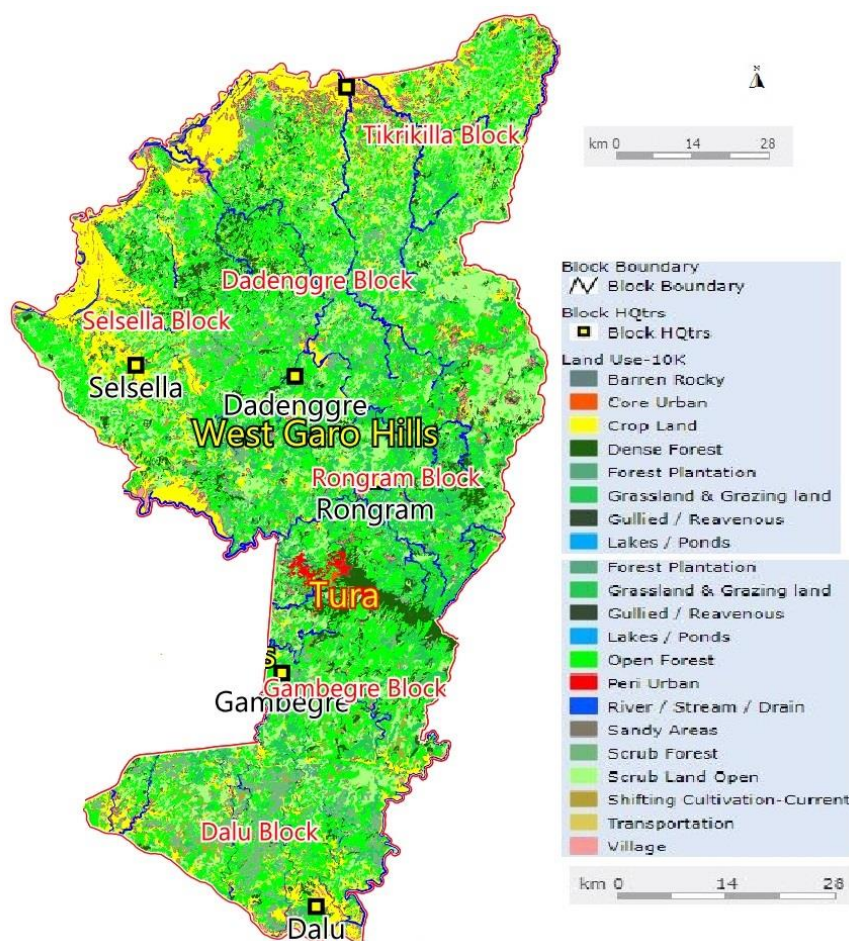 N
Tikrikilla Block
km 0 28
Dadenggre Block
Selsella Block
Selsella
Dadenggre
West Garo Hills
Rongram Block
Rongram
Tura
S
Gambegre
Gambegre Block
Dalu Block
Dalu
Block Boundary
Block Boundary
Block HQtrs
Block HQtrs
Land Use-10K
Barren Rocky
Core Urban
Crop Land
Dense Forest
Forest Plantation
Grassland & Grazing land
Gullied / Reavenous
Lakes / Ponds
Forest Plantation
Grassland & Grazing land
Gullied / Reavenous
Lakes / Ponds
Open Forest
Peri Urban
River / Stream / Drain
Sandy Areas
Scrub Forest
Scrub Land Open
Shifting Cultivation-Current
Transportation
Village
km 0 14 28